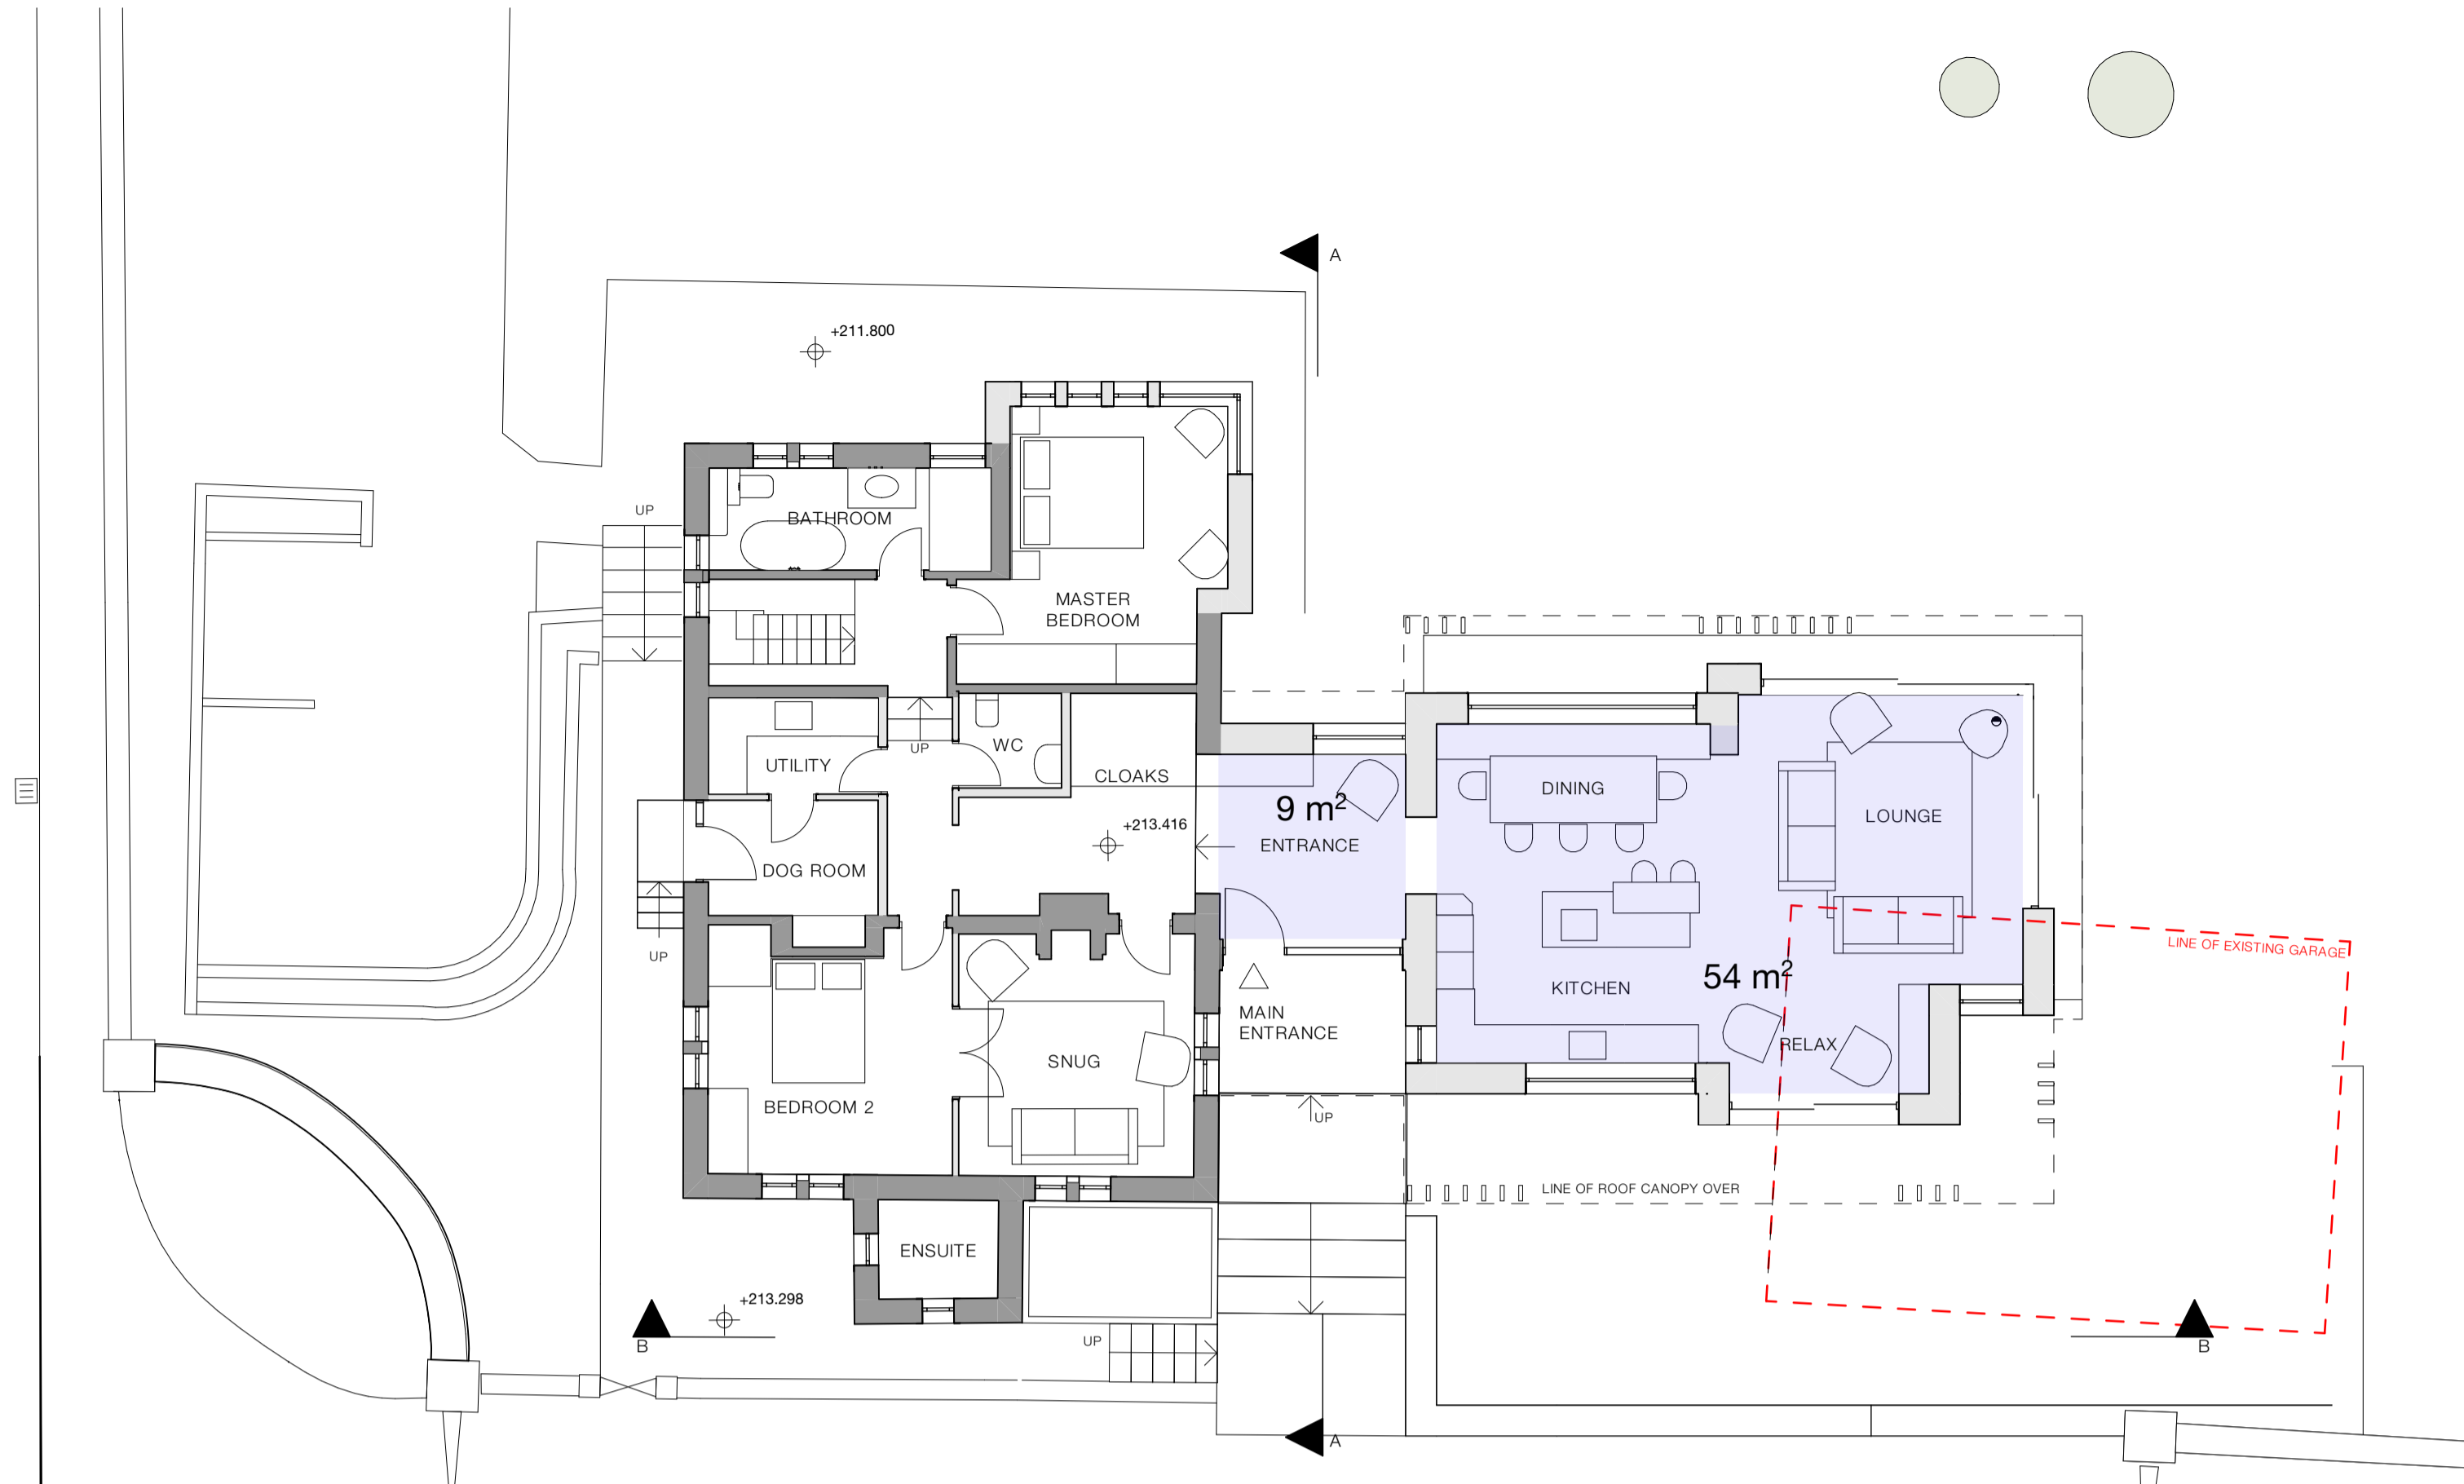 A
+211.800
UP
BATHROOM
MASTER
BEDROOM
UP
WC
UTILITY
CLOAKS
DINING
9 m²
LOUNGE
+213.416
ENTRANCE
DOG ROOM
LINE OF EXISTING GARAGE
UP
54 m²
KITCHEN
MAIN
ENTRANCE
RELAX
SNUG
BEDROOM 2
UP
LINE OF ROOF CANOPY OVER
ENSUITE
+213.298
UP
B
B
A